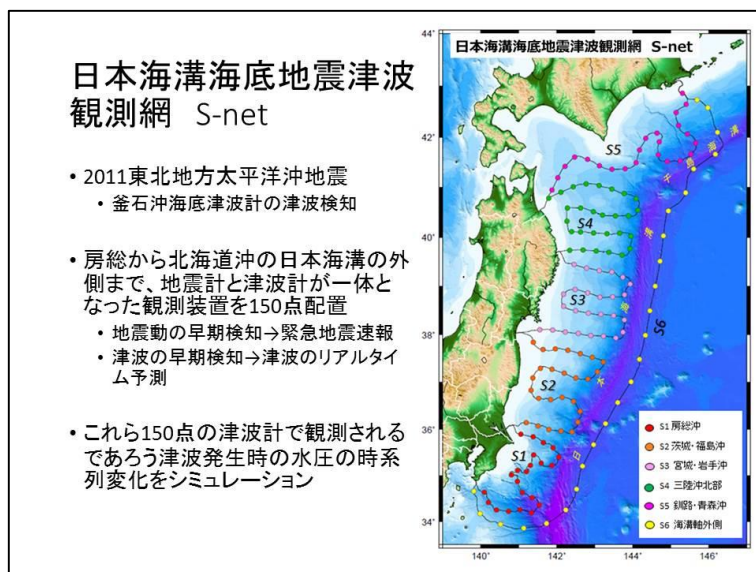 日本海溝海底地震津波
観測網 S-net
• 2011東北地方太平洋沖地震
• 釜石沖海底津波計の津波検知
• 房総から北海道沖の日本海溝の外
側まで、地震計と津波計が一体と
なった観測装置を150点配置
• 地震動の早期検知→緊急地震速報
• 津波の早期検知→津波のリアルタイ
ム予測
• これら150点の津波計で観測される
であろう津波発生時の水圧の時系
列変化をシミュレーション
日本海溝海底地震津波観測網 S-net
44°
42°
40°
38°
36°
34°
140°
142°
144°
146°
S5
S4
S3
S2
S1
S6
千島海溝
日本海溝
S1 房総沖
S2 茨城・福島沖
S3 宮城・岩手沖
S4 三陸沖北部
S5 釧路・青森沖
S6 海溝軸外側